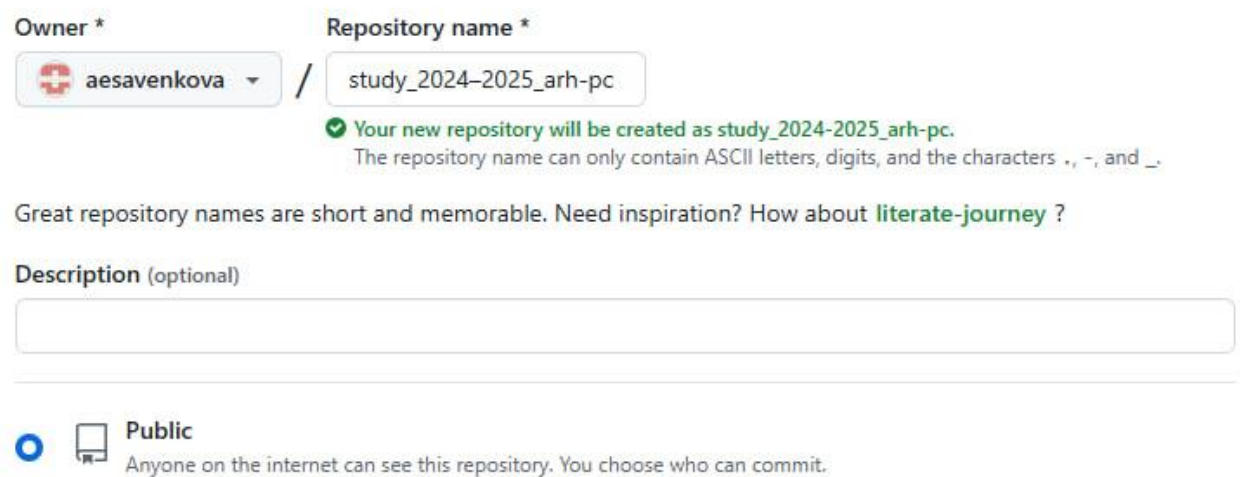 Owner * Repository name *
aesavenkova / study_2024–2025_arh-pc
Your new repository will be created as study_2024-2025_arh-pc.
The repository name can only contain ASCII letters, digits, and the characters ., -, and _.
Great repository names are short and memorable. Need inspiration? How about literate-journey ?
Description (optional)
Public
Anyone on the internet can see this repository. You choose who can commit.